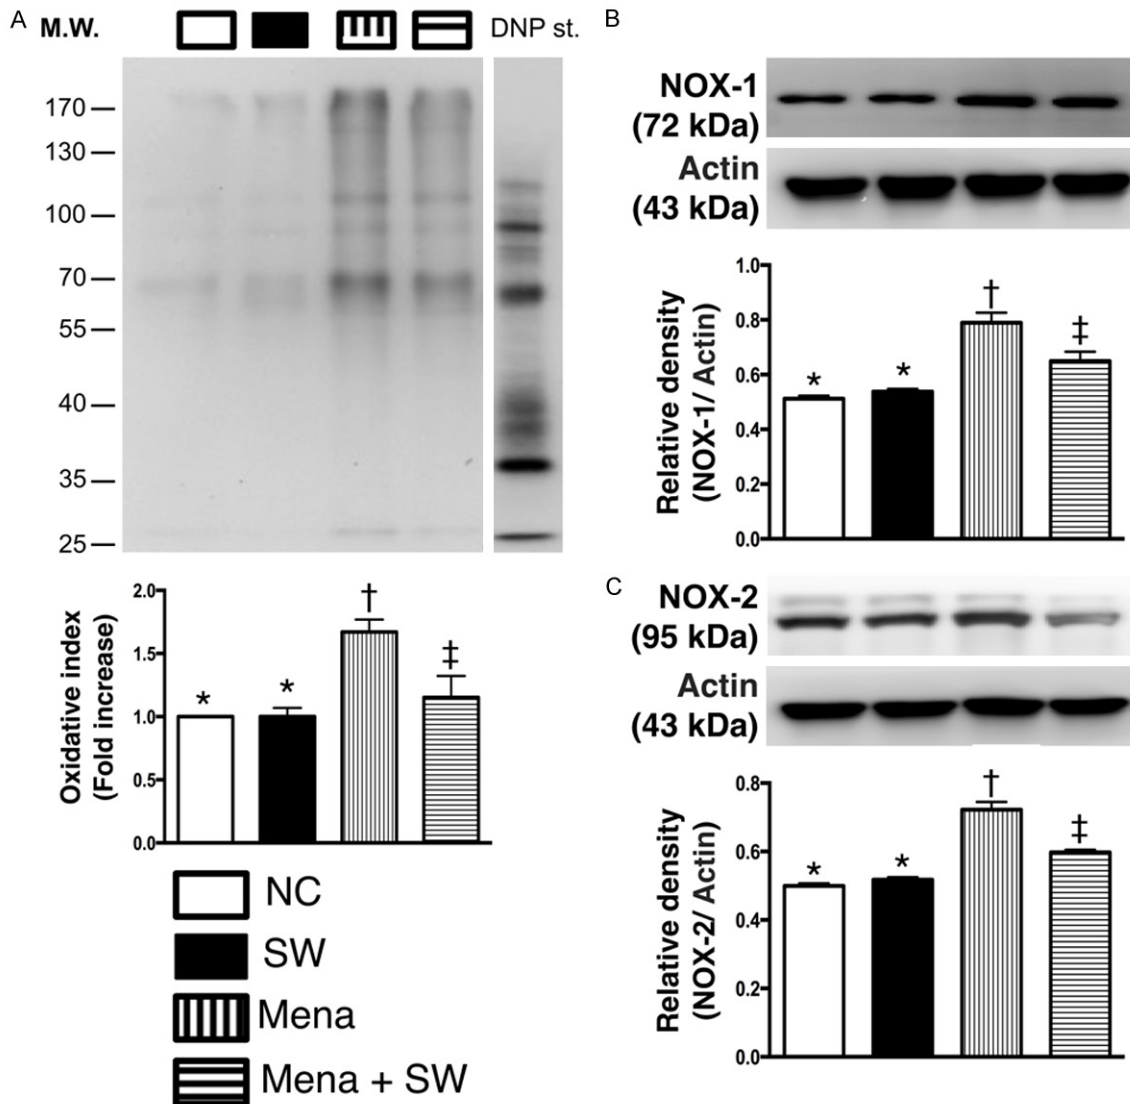 A
M.W.
DNP st.
170
130
100
70
55
40
35
25
2.0
1.5
1.0
0.5
0.0
Oxidative index
(Fold increase)
*
*
†
‡
NC
SW
Mena
Mena + SW
B
NOX-1
(72 kDa)
Actin
(43 kDa)
1.0
0.8
0.6
0.4
0.2
0.0
Relative density
(NOX-1/ Actin)
*
*
†
‡
C
NOX-2
(95 kDa)
Actin
(43 kDa)
0.8
0.6
0.4
0.2
0.0
Relative density
(NOX-2/ Actin)
*
*
†
‡